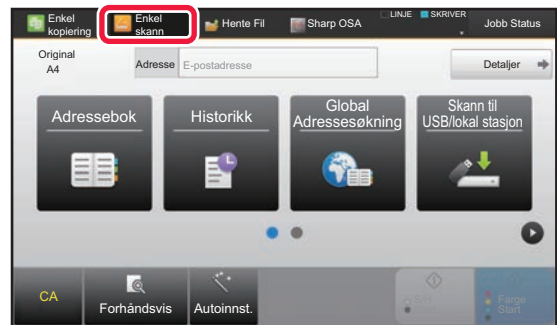 Enkel
kopiering
Enkel
skann
Hente Fil
Sharp OSA
LINJE
SKRIVER
Jobb Status
Original
A4
Adresse
E-postadresse
Detaljer
Adressebok
Historikk
Global
Adressesøkning
Skann til
USB/lokal stasjon
CA
Forhåndsvis
Autoinnst.
Farge
Start